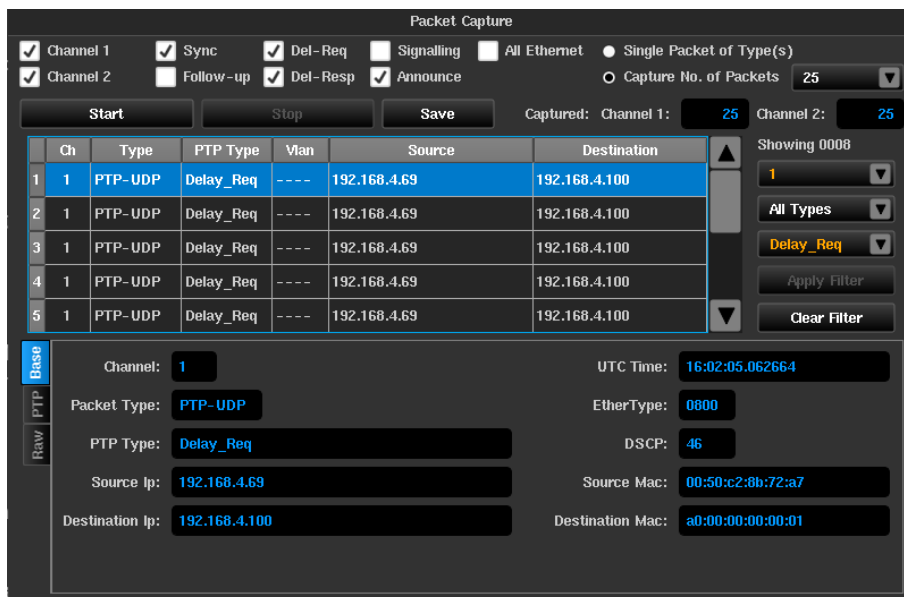 Packet Capture
Channel 1 Sync Del-Req Signalling All Ethernet Single Packet of Type(s)
Channel 2 Follow-up Del-Resp Announce Capture No. of Packets 25
Start Stop Save Captured: Channel 1: 25 Channel 2: 25
Ch Type PTP Type Vlan Source Destination Showing 0008
1 1 PTP-UDP Delay_Req ---- 192.168.4.69 192.168.4.100 1
2 1 PTP-UDP Delay_Req ---- 192.168.4.69 192.168.4.100 All Types
3 1 PTP-UDP Delay_Req ---- 192.168.4.69 192.168.4.100 Delay_Req
4 1 PTP-UDP Delay_Req ---- 192.168.4.69 192.168.4.100 Apply Filter
5 1 PTP-UDP Delay_Req ---- 192.168.4.69 192.168.4.100 Clear Filter
Base
PTP
Raw
Channel: 1 UTC Time: 16:02:05.062664
Packet Type: PTP-UDP EtherType: 0800
PTP Type: Delay_Req DSCP: 46
Source Ip: 192.168.4.69 Source Mac: 00:50:c2:8b:72:a7
Destination Ip: 192.168.4.100 Destination Mac: a0:00:00:00:00:01